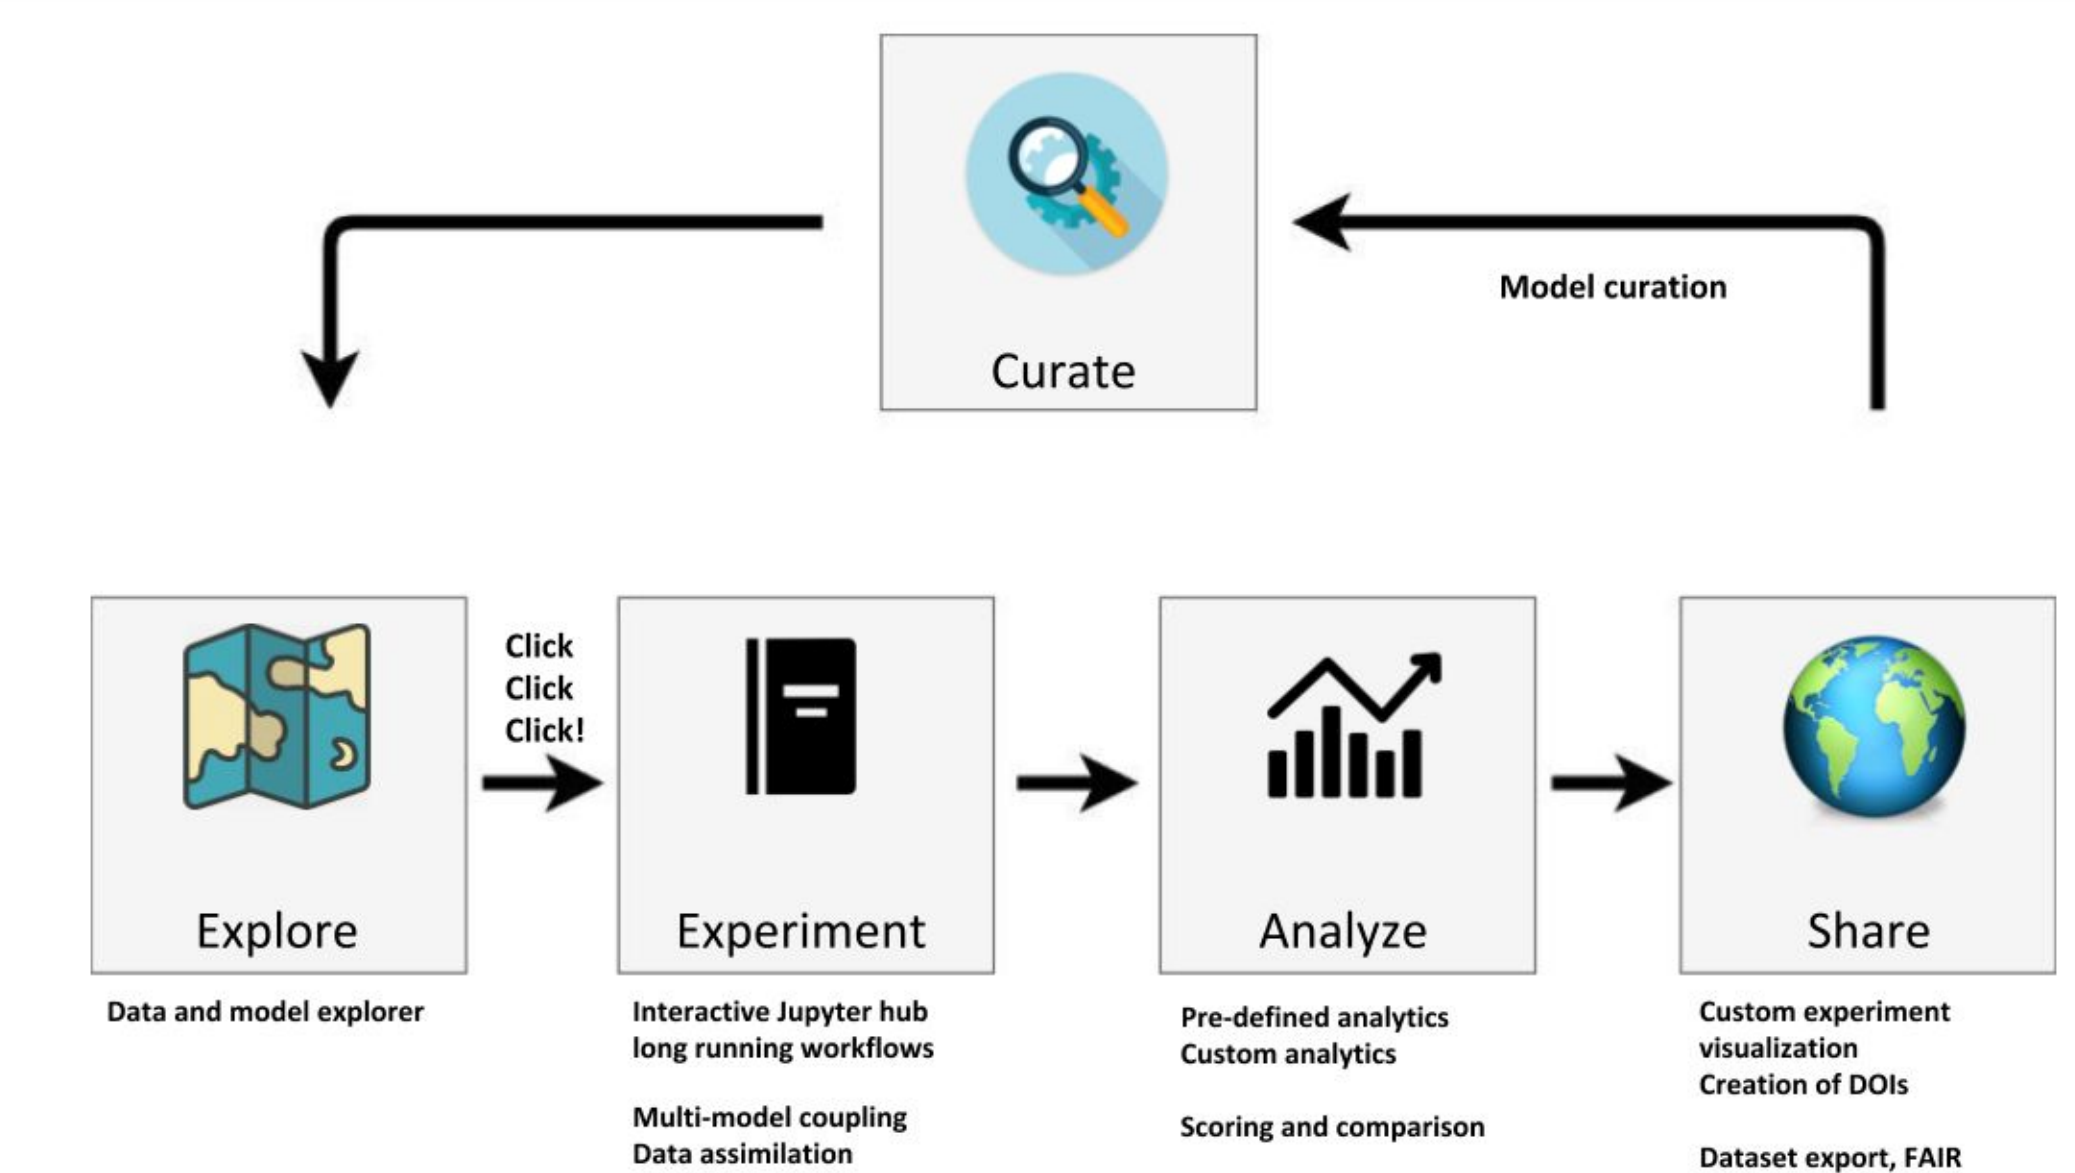 Curate
Model curation
Click
Click
Click!
Explore
Experiment
Analyze
Share
Data and model explorer
Interactive Jupyter hub
long running workflows
Multi-model coupling
Data assimilation
Pre-defined analytics
Custom analytics
Scoring and comparison
Custom experiment
visualization
Creation of DOIs
Dataset export, FAIR